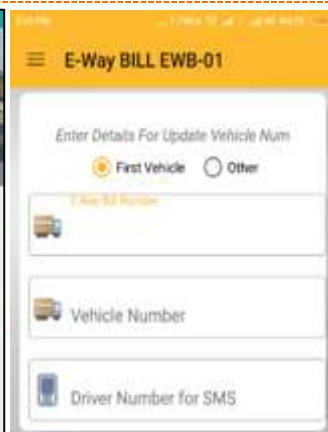 E-Way BILL EWB-01
Enter Details For Update Vehicle Num
First Vehicle Other
E Way Bill Number
Vehicle Number
Driver Number for SMS